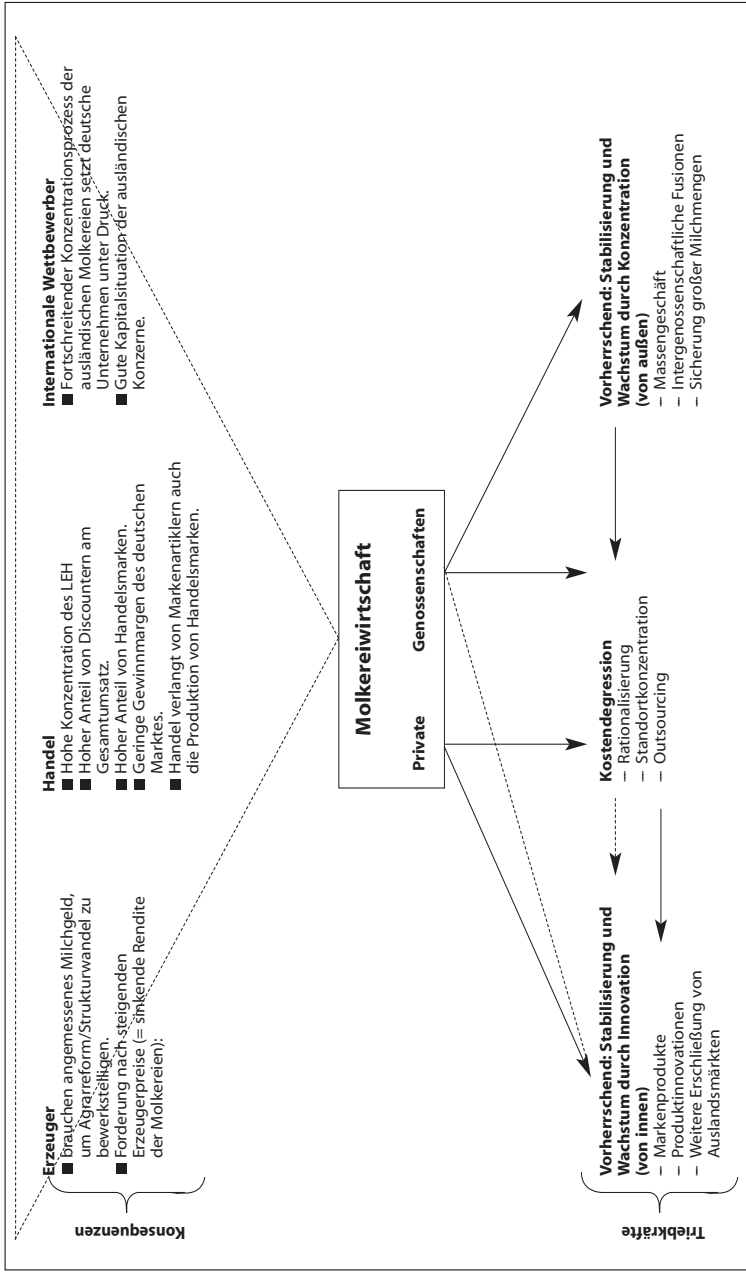 Konsequenzen
Erzeuger
■ brauchen angemessenes Milchgeld,
um Agrarreform/Strukturwandel zu
bewerkstelligen.
■ Forderung nach steigenden
Erzeugerpreise (= sinkende Rendite
der Molkereien):
Handel
■ Hohe Konzentration des LEH
■ Hoher Anteil von Discountern am
Gesamtumsatz.
■ Hoher Anteil von Handelsmarken.
■ Geringe Gewinnmargen des deutschen
Marktes.
■ Handel verlangt von Markenartiklern auch
die Produktion von Handelsmarken.
Internationale Wettbewerber
■ Fortschreitender Konzentrationsprozess der
ausländischen Molkereien setzt deutsche
Unternehmen unter Druck.
■ Gute Kapitalsituation der ausländischen
Konzerne.
Molkereiwirtschaft
Private Genossenschaften
Triebkräfte
Vorherrschend: Stabilisierung und
Wachstum durch Innovation
(von innen)
– Markenprodukte
– Produktinnovationen
– Weitere Erschließung von
Auslandsmärkten
Kostendegression
– Rationalisierung
– Standortkonzentration
– Outsourcing
Vorherrschend: Stabilisierung und
Wachstum durch Konzentration
(von außen)
– Massengeschäft
– Intergenossenschaftliche Fusionen
– Sicherung großer Milchmengen